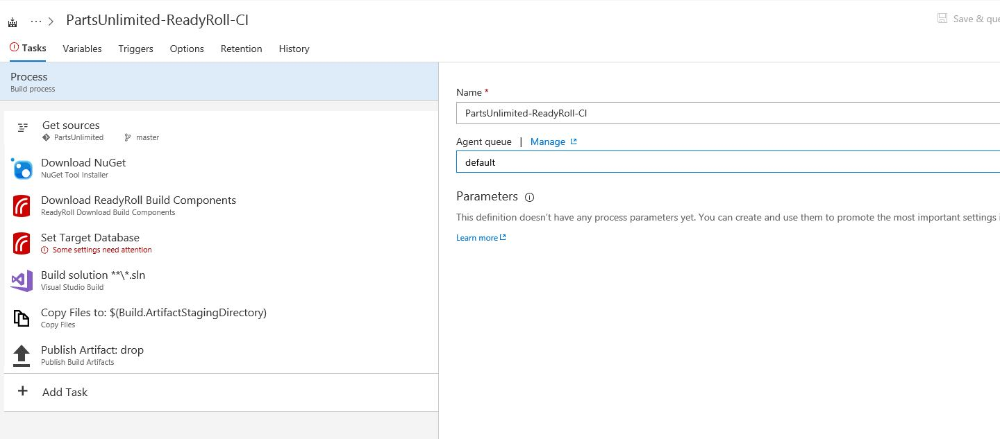 ... > PartsUnlimited-ReadyRoll-CI
Save & que
Tasks Variables Triggers Options Retention History
Process
Build process
Get sources
PartsUnlimited master
Download NuGet
NuGet Tool Installer
Download ReadyRoll Build Components
ReadyRoll Download Build Components
Set Target Database
Some settings need attention
Build solution **\*.sln
Visual Studio Build
Copy Files to: $(Build.ArtifactStagingDirectory)
Copy Files
Publish Artifact: drop
Publish Build Artifacts
+ Add Task
Name *
PartsUnlimited-ReadyRoll-CI
Agent queue | Manage
default
Parameters
This definition doesn't have any process parameters yet. You can create and use them to promote the most important settings i
Learn more